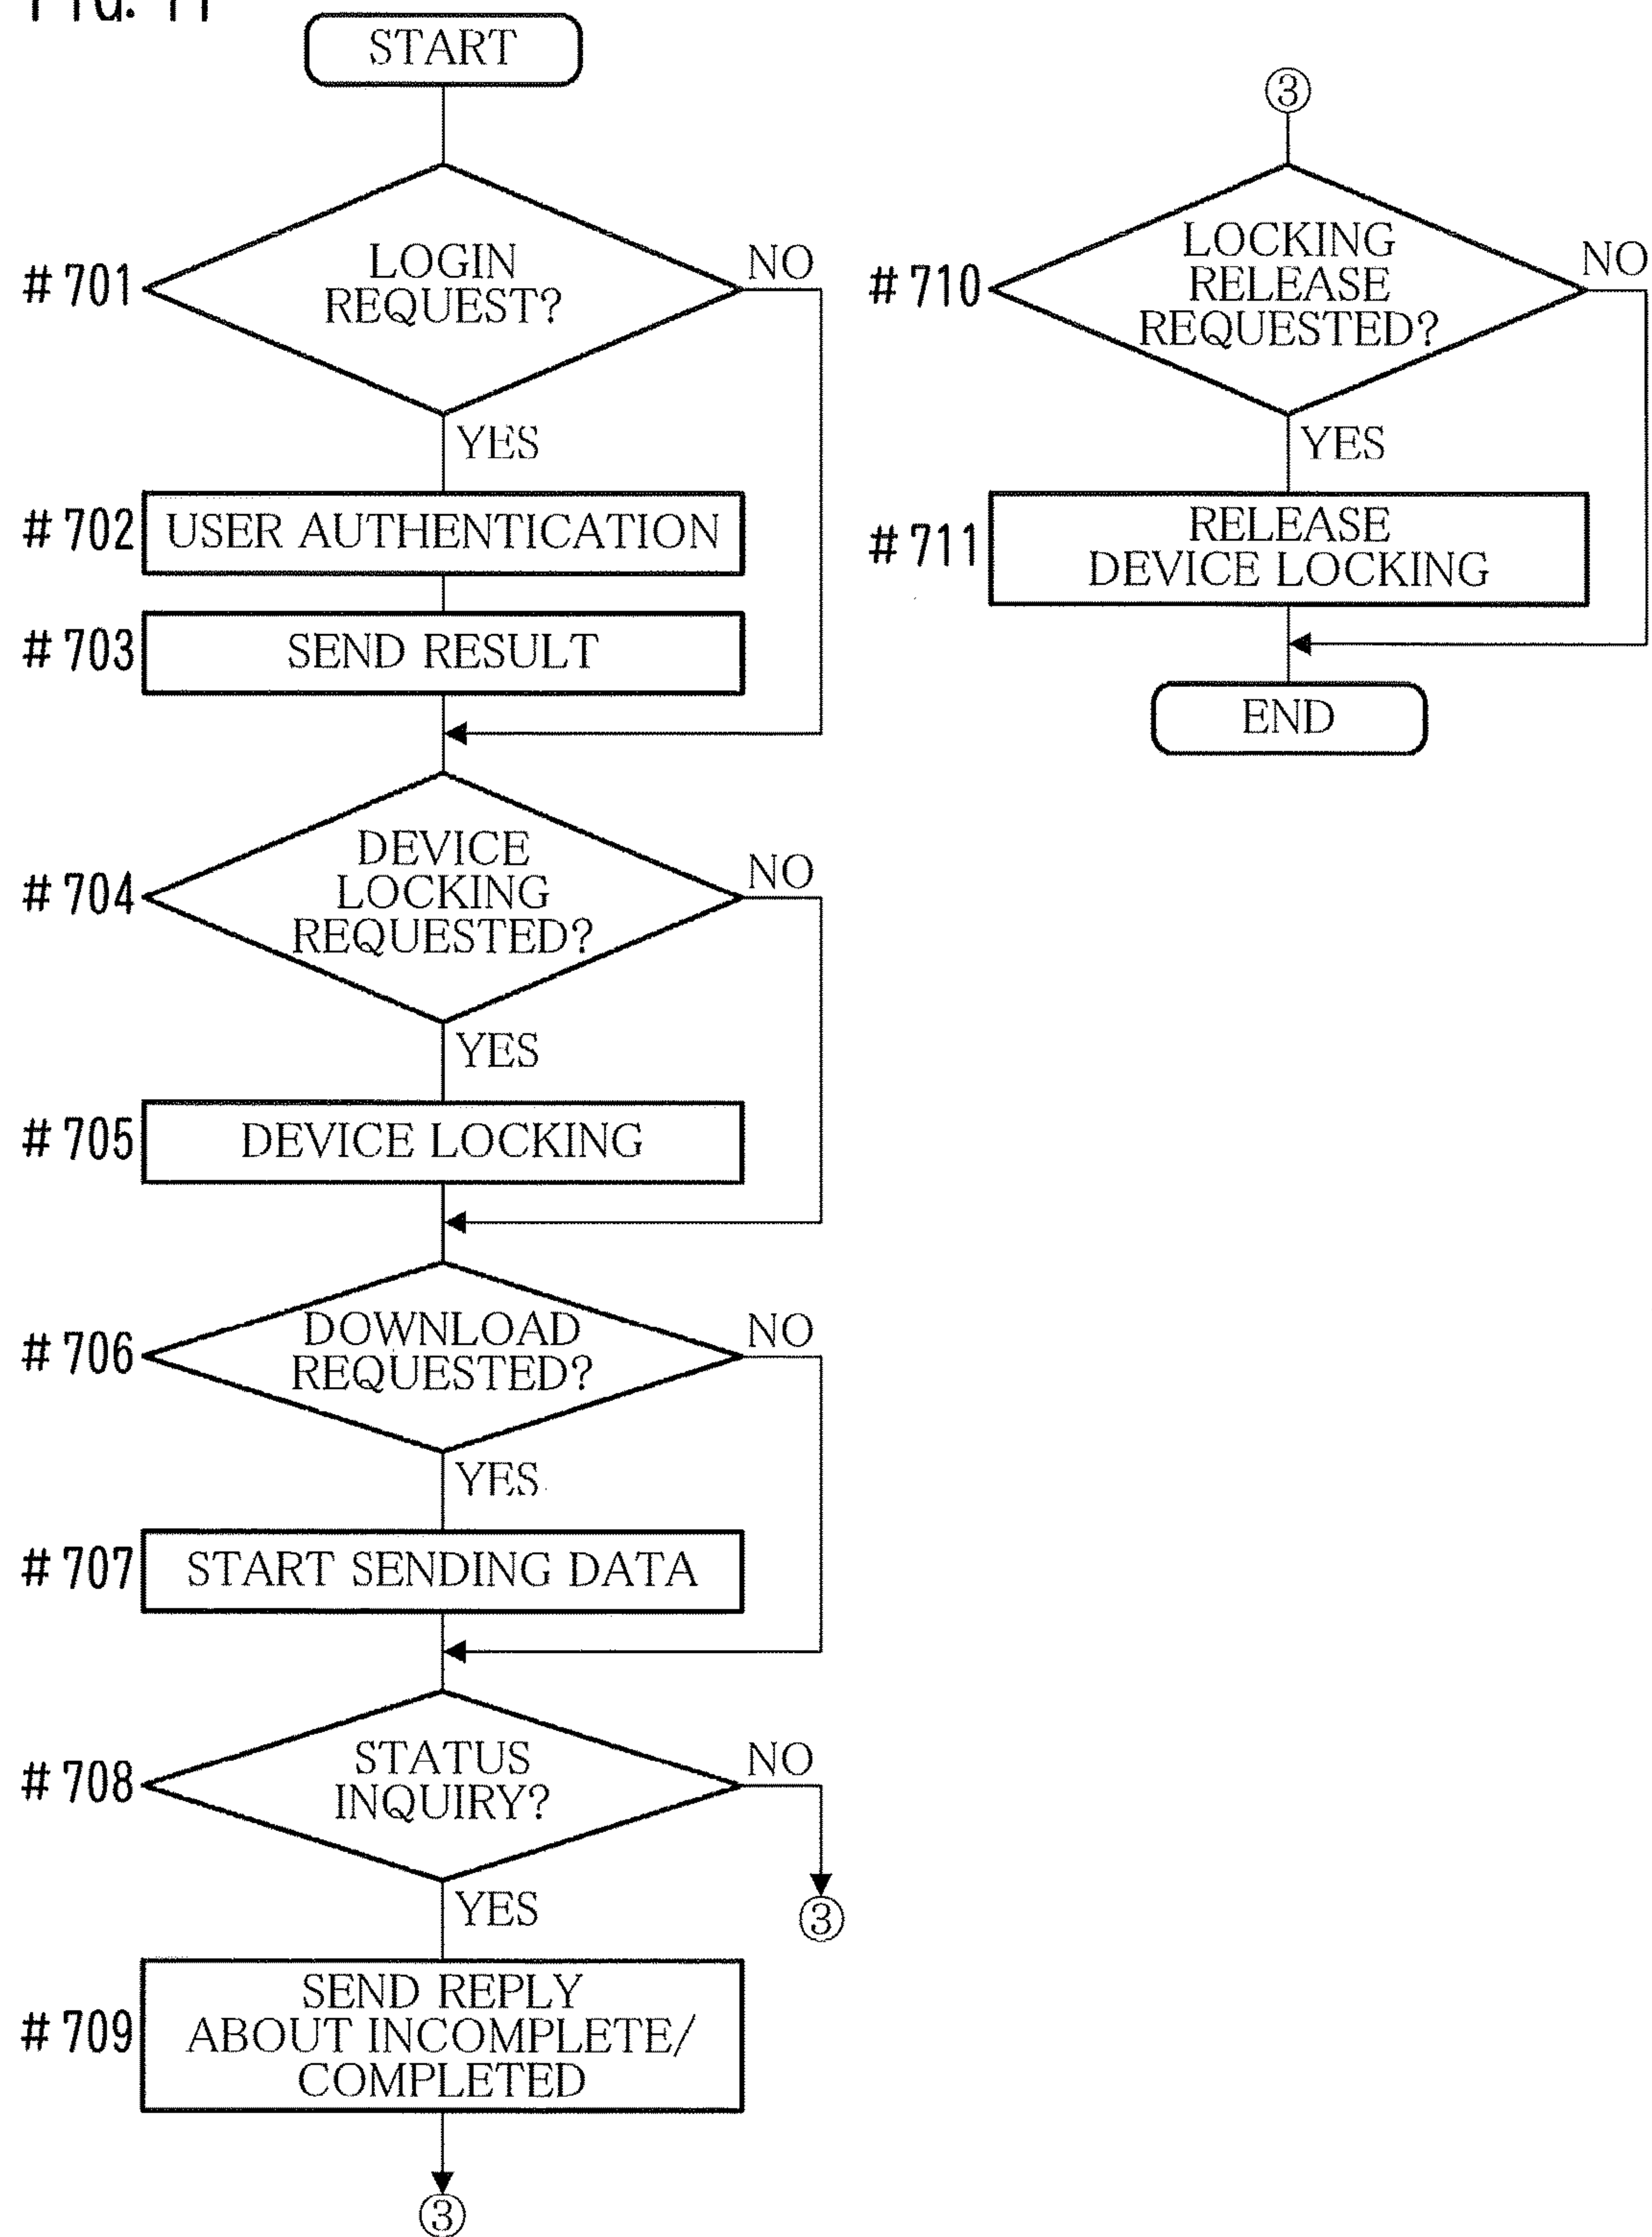 START
# 701
LOGIN
REQUEST?
NO
YES
# 702
USER AUTHENTICATION
# 703
SEND RESULT
# 704
DEVICE
LOCKING
REQUESTED?
NO
YES
# 705
DEVICE LOCKING
# 706
DOWNLOAD
REQUESTED?
NO
YES
# 707
START SENDING DATA
# 708
STATUS
INQUIRY?
NO
③
YES
# 709
SEND REPLY
ABOUT INCOMPLETE/
COMPLETED
③
③
# 710
LOCKING
RELEASE
REQUESTED?
NO
YES
# 711
RELEASE
DEVICE LOCKING
END